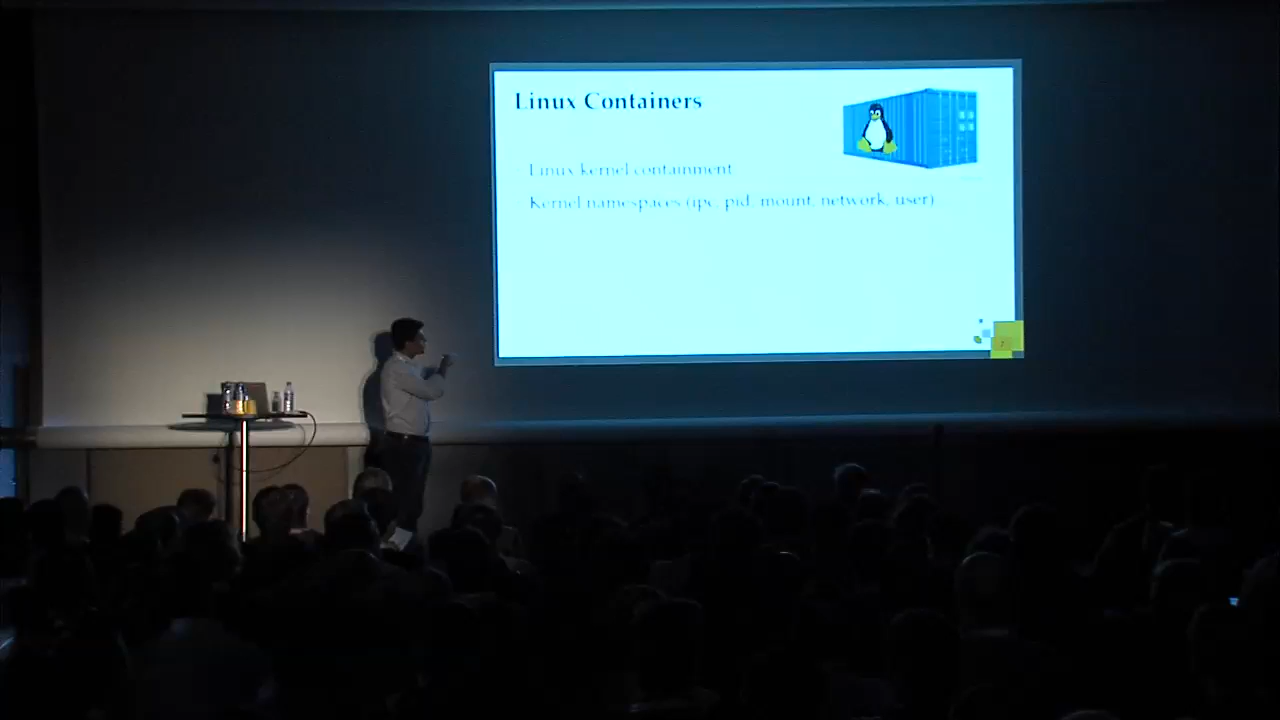 Linux Containers
Linux kernel containment
Kernel namespaces (ipc, pid, mount, network, user)